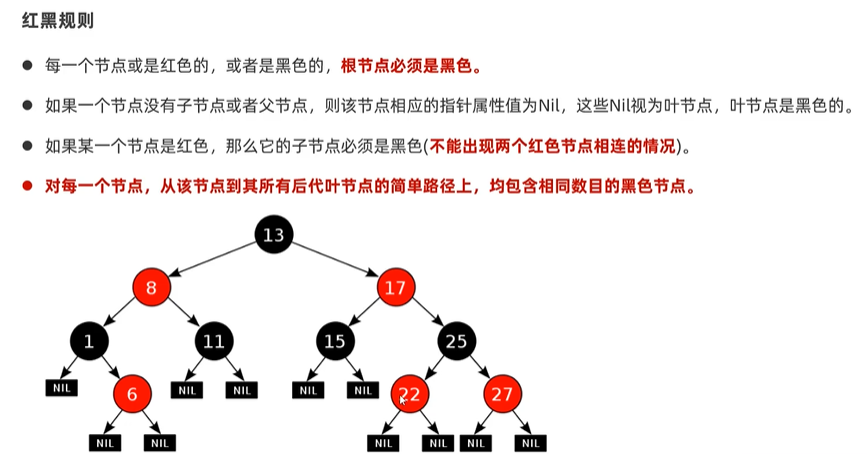 红黑规则
每一个节点或是红色的，或者是黑色的，根节点必须是黑色。
如果一个节点没有子节点或者父节点，则该节点相应的指针属性值为Nil，这些Nil视为叶节点，叶节点是黑色的。
如果某一个节点是红色，那么它的子节点必须是黑色(不能出现两个红色节点相连的情况)。
对每一个节点，从该节点到其所有后代叶节点的简单路径上，均包含相同数目的黑色节点。
13
8 17
1 11 15 25
NIL 6 NIL NIL NIL NIL 22 27
NIL NIL NIL NIL NIL NIL